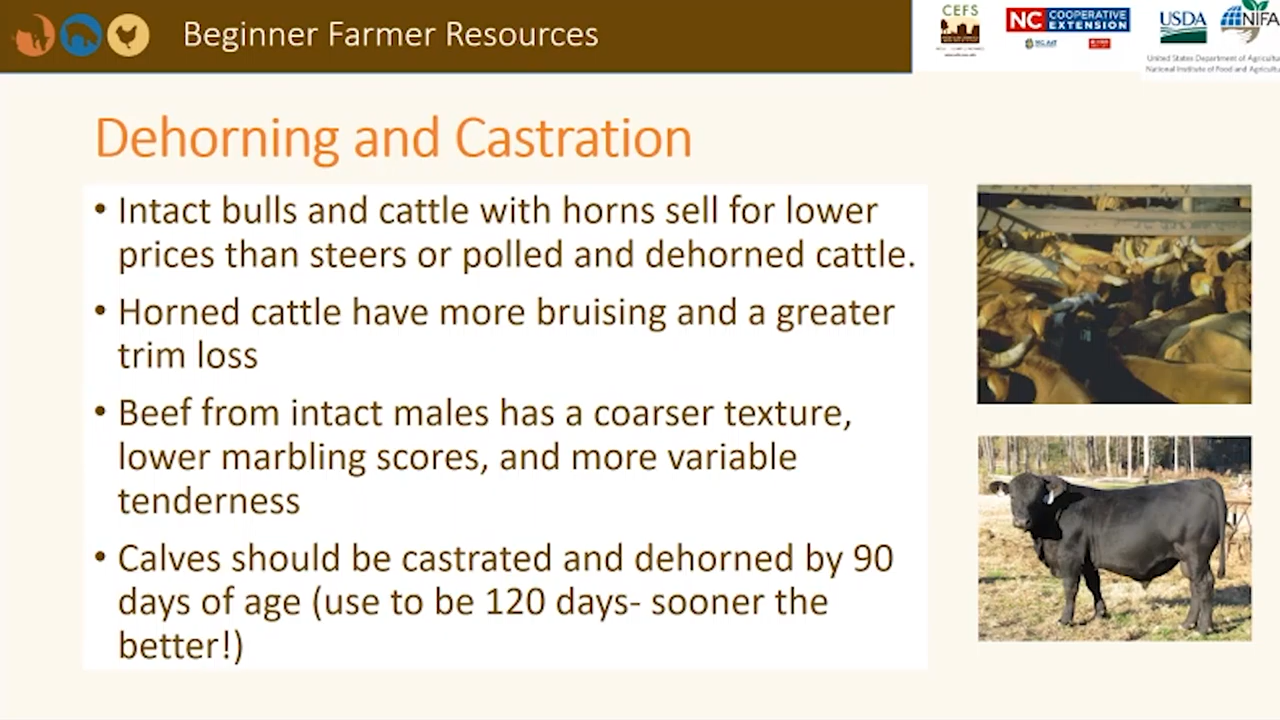 Beginner Farmer Resources
CEFS
NC COOPERATIVE
EXTENSION
USDA
NIFA
United States Department of Agricultu
National Institute of Food and Agricultu
Dehorning and Castration
• Intact bulls and cattle with horns sell for lower
prices than steers or polled and dehorned cattle.
• Horned cattle have more bruising and a greater
trim loss
• Beef from intact males has a coarser texture,
lower marbling scores, and more variable
tenderness
• Calves should be castrated and dehorned by 90
days of age (use to be 120 days- sooner the
better!)